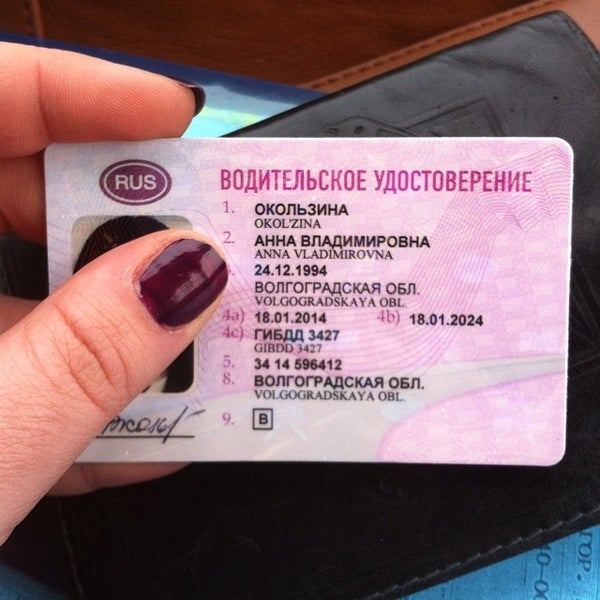 RUS
ВОДИТЕЛЬСКОЕ УДОСТОВЕРЕНИЕ
1. ОКОЛЬЗИНА
OKOL'ZINA
2. АННА ВЛАДИМИРОВНА
ANNA VLADIMIROVNA
24.12.1994
ВОЛГОГРАДСКАЯ ОБЛ.
VOLGOGRADSKAYA OBL.
4a) 18.01.2014 4b) 18.01.2024
4c) ГИБДД 3427
GIBDD 3427
5. 34 14 596412
8. ВОЛГОГРАДСКАЯ ОБЛ.
VOLGOGRADSKAYA OBL.
9. B
ГОР.